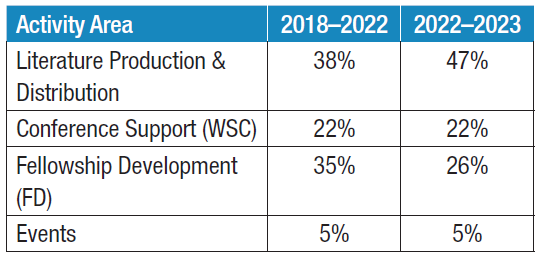 Activity Area 2018–2022 2022–2023
Literature Production & 38% 47%
Distribution
Conference Support (WSC) 22% 22%
Fellowship Development 35% 26%
(FD)
Events 5% 5%